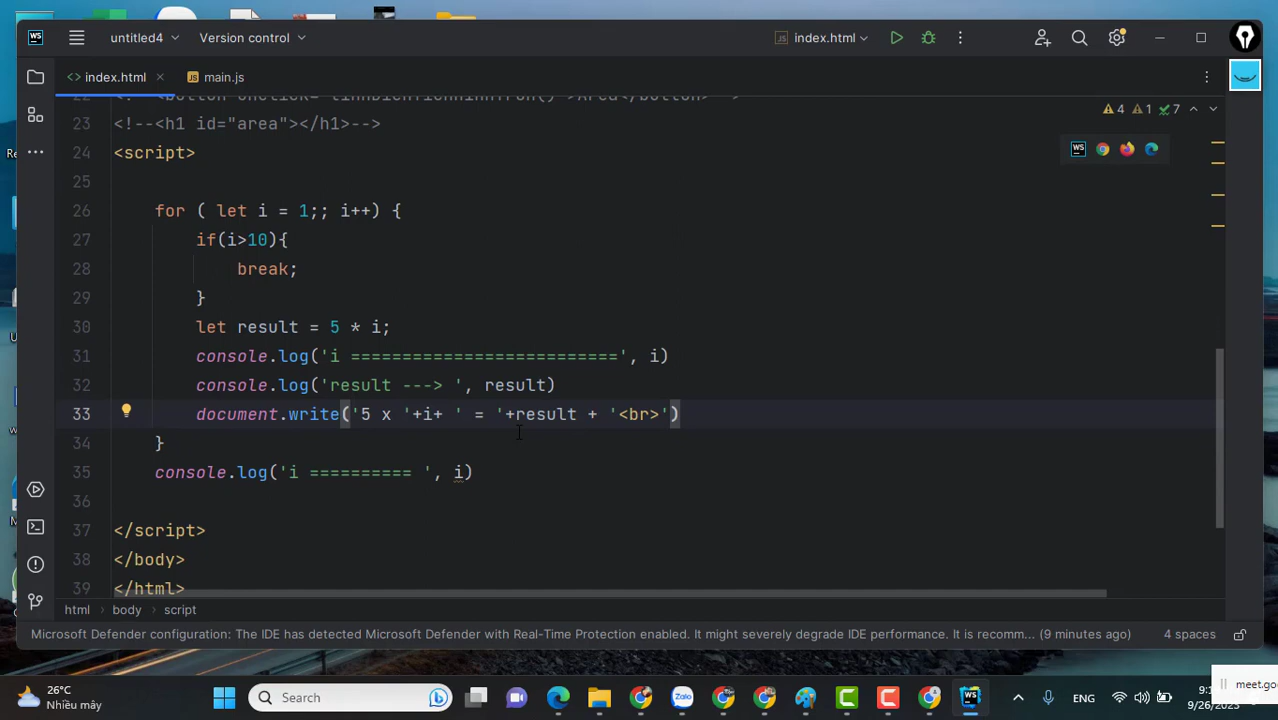 untitled4 Version control index.html
index.html main.js
22 <!--<button onclick="
23 <!--<h1 id="area"></h1>-->
24 <script>
25
26 for ( let i = 1;; i++) {
27 if(i>10){
28 break;
29 }
30 let result = 5 * i;
31 console.log('i ==========================', i)
32 console.log('result ---> ', result)
33 document.write('5 x '+i+ ' = '+result + '<br>')
34 }
35 console.log('i ========== ', i)
36
37 </script>
38 </body>
39 </html>
4 1 7
html body script
Microsoft Defender configuration: The IDE has detected Microsoft Defender with Real-Time Protection enabled. It might severely degrade IDE performance. It is recomm... (9 minutes ago) 4 spaces
26°C
Nhiều mây
Search
ENG
meet.go